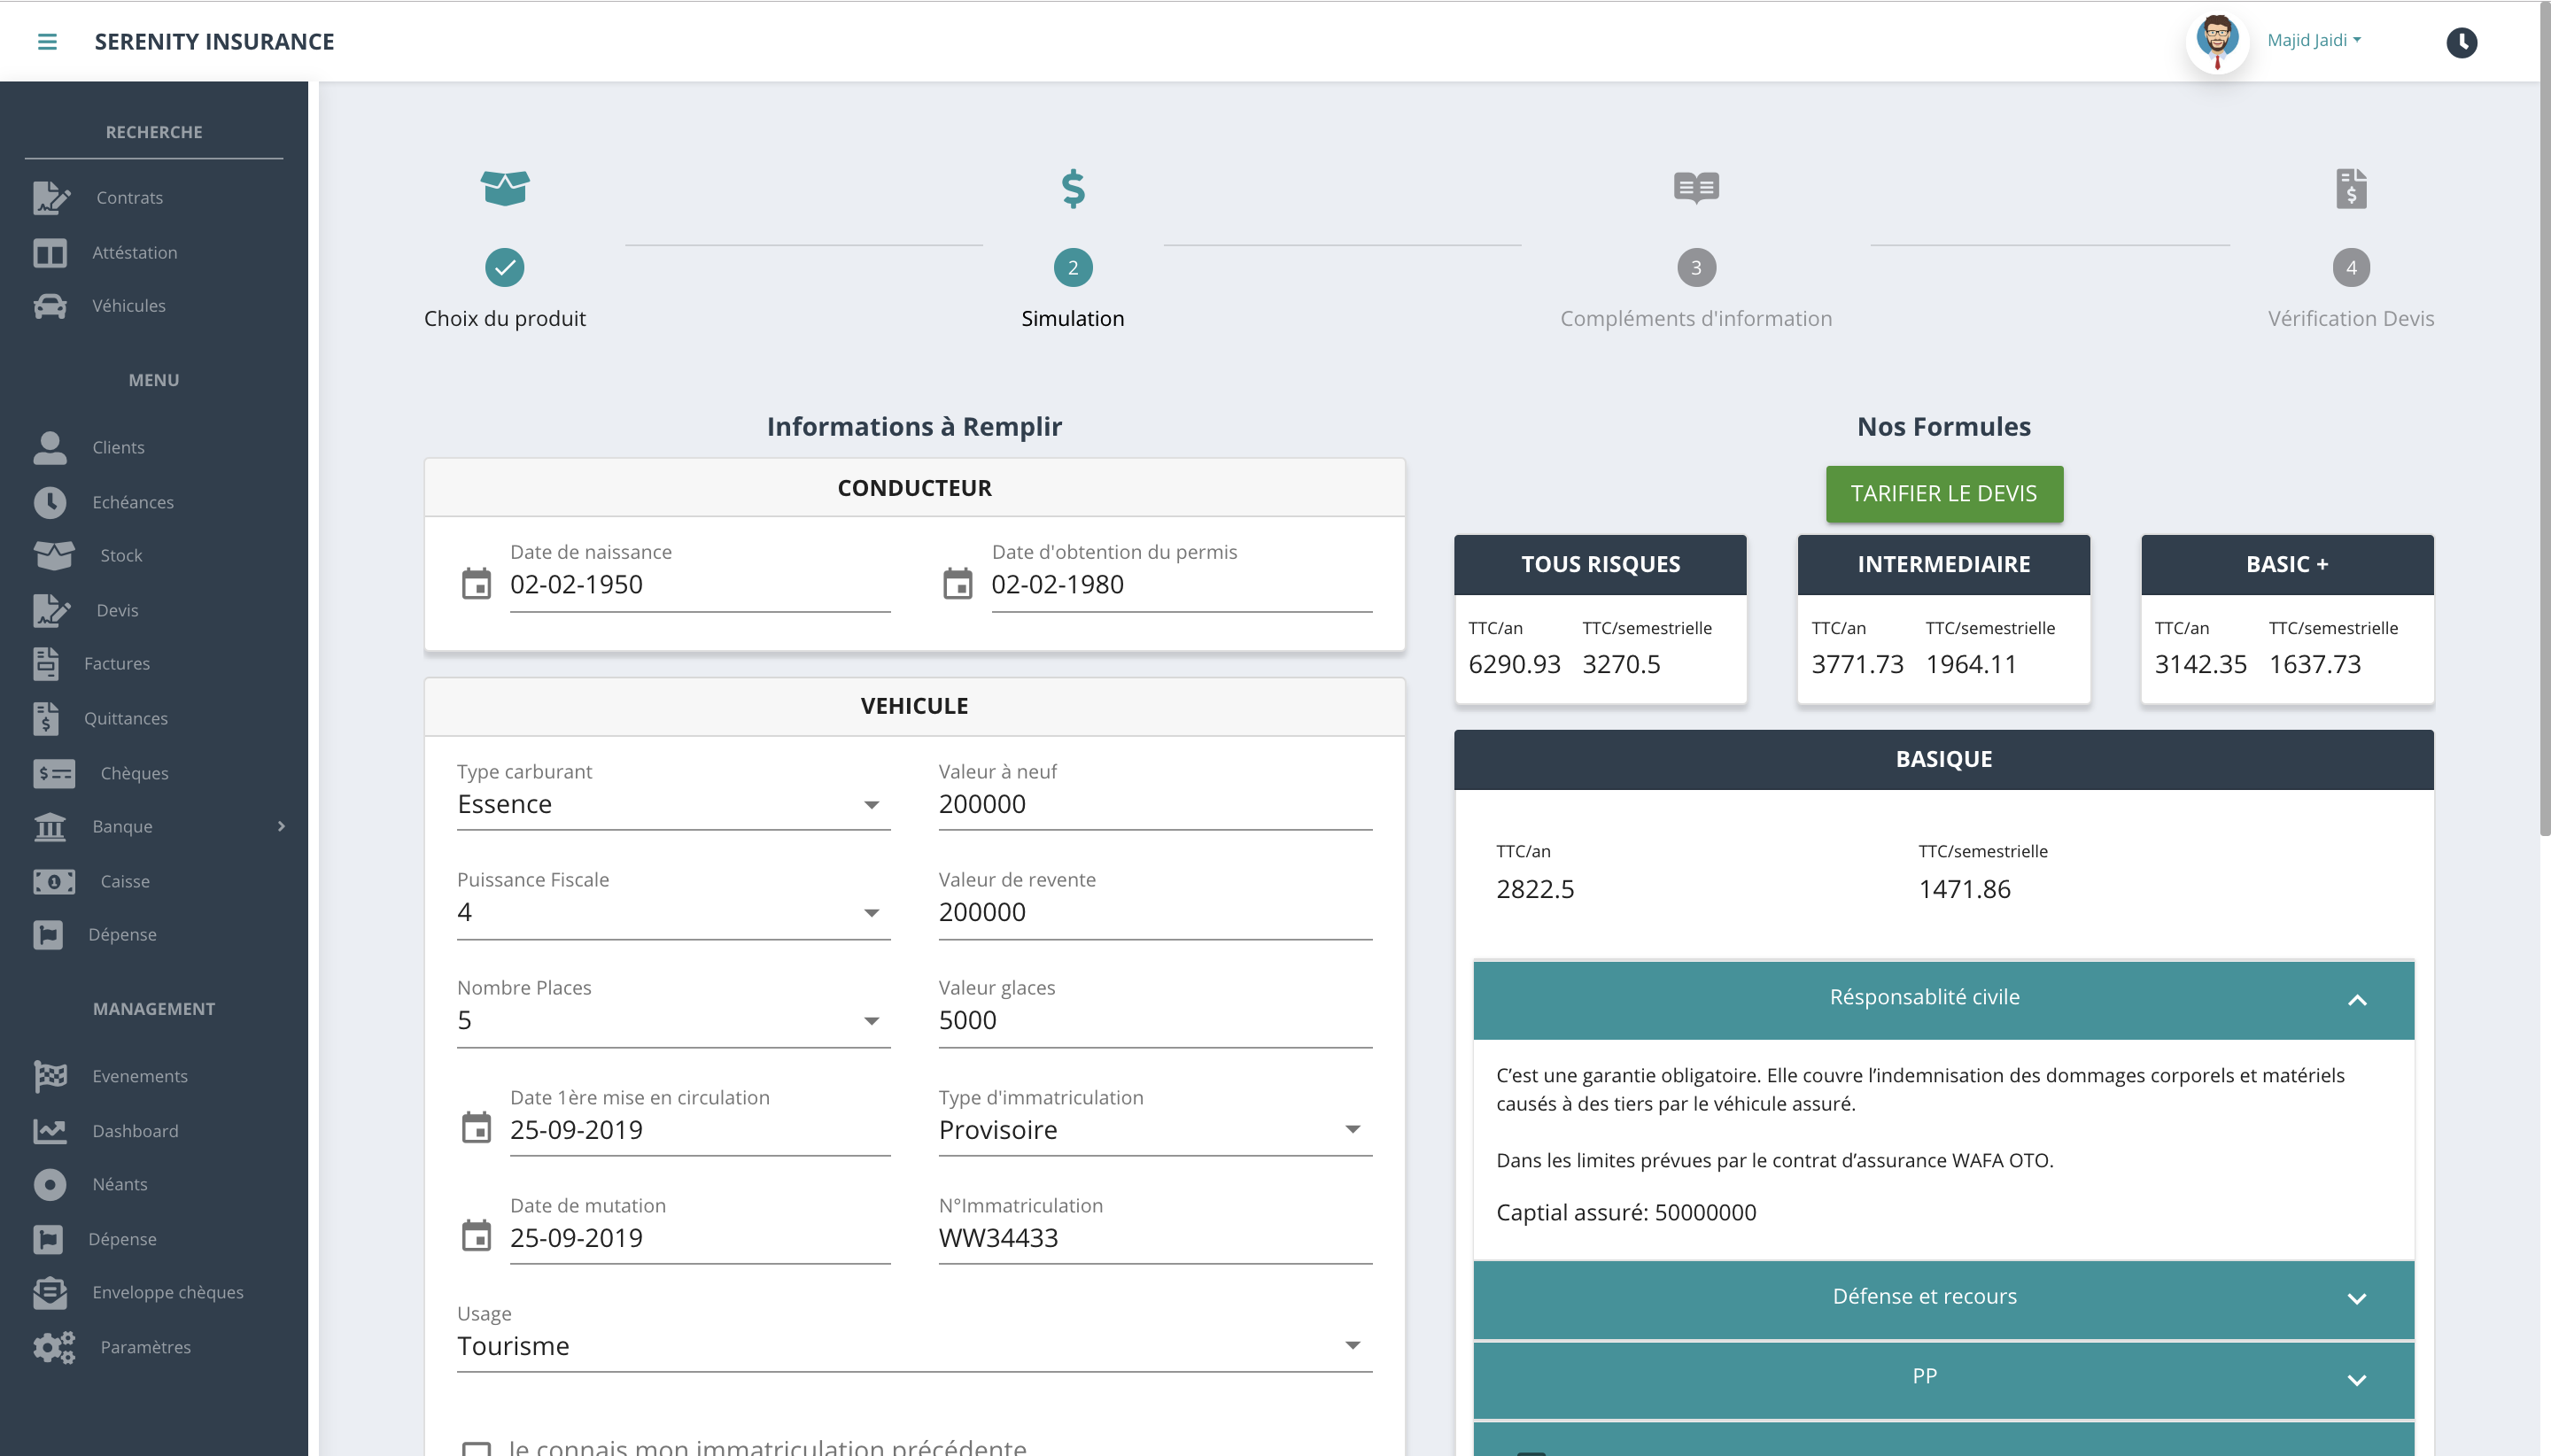 SERENITY INSURANCE
Majid Jaidi
RECHERCHE
Contrats
Attéstation
Véhicules
MENU
Clients
Echéances
Stock
Devis
Factures
Quittances
Chèques
Banque
Caisse
Dépense
MANAGEMENT
Evenements
Dashboard
Néants
Dépense
Enveloppe chèques
Paramètres
2
3
4
Choix du produit
Simulation
Compléments d'information
Vérification Devis
Informations à Remplir
CONDUCTEUR
Date de naissance
02-02-1950
Date d'obtention du permis
02-02-1980
VEHICULE
Type carburant
Essence
Valeur à neuf
200000
Puissance Fiscale
4
Valeur de revente
200000
Nombre Places
5
Valeur glaces
5000
Date 1ère mise en circulation
25-09-2019
Type d'immatriculation
Provisoire
Date de mutation
25-09-2019
N°Immatriculation
WW34433
Usage
Tourisme
Je connais mon immatriculation précédente
Nos Formules
TARIFIER LE DEVIS
TOUS RISQUES
TTC/an TTC/semestrielle
6290.93 3270.5
INTERMEDIAIRE
TTC/an TTC/semestrielle
3771.73 1964.11
BASIC +
TTC/an TTC/semestrielle
3142.35 1637.73
BASIQUE
TTC/an TTC/semestrielle
2822.5 1471.86
Résponsablité civile
C'est une garantie obligatoire. Elle couvre l'indemnisation des dommages corporels et matériels
causés à des tiers par le véhicule assuré.
Dans les limites prévues par le contrat d'assurance WAFA OTO.
Captial assuré: 50000000
Défense et recours
PP